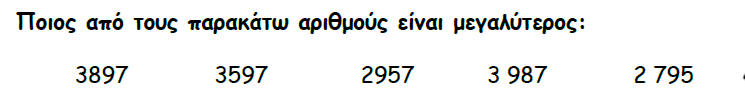 Ποιος από τους παρακάτω αριθμούς είναι μεγαλύτερος:
3897 3597 2957 3 987 2 795